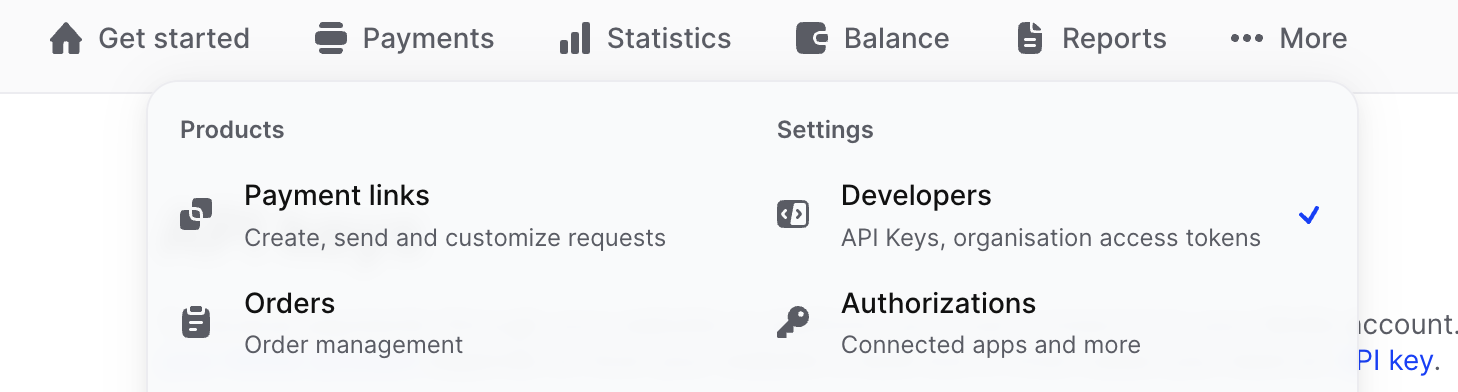 Get started Payments Statistics Balance Reports More
Products
Payment links
Create, send and customize requests
Orders
Order management
Settings
Developers
API Keys, organisation access tokens
Authorizations
Connected apps and more
account.
PI key.